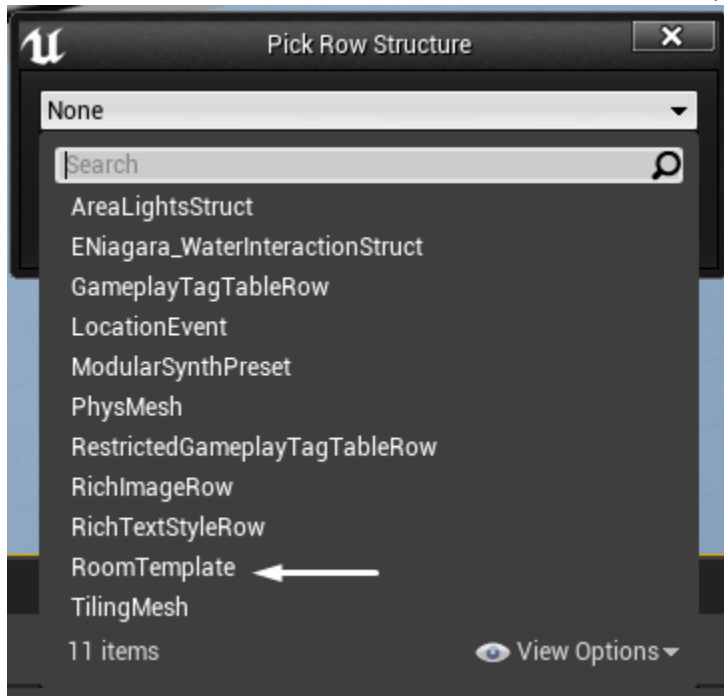 Pick Row Structure
None
Search
AreaLightsStruct
ENiagara_WaterInteractionStruct
GameplayTagTableRow
LocationEvent
ModularSynthPreset
PhysMesh
RestrictedGameplayTagTableRow
RichImageRow
RichTextStyleRow
RoomTemplate
TilingMesh
11 items View Options